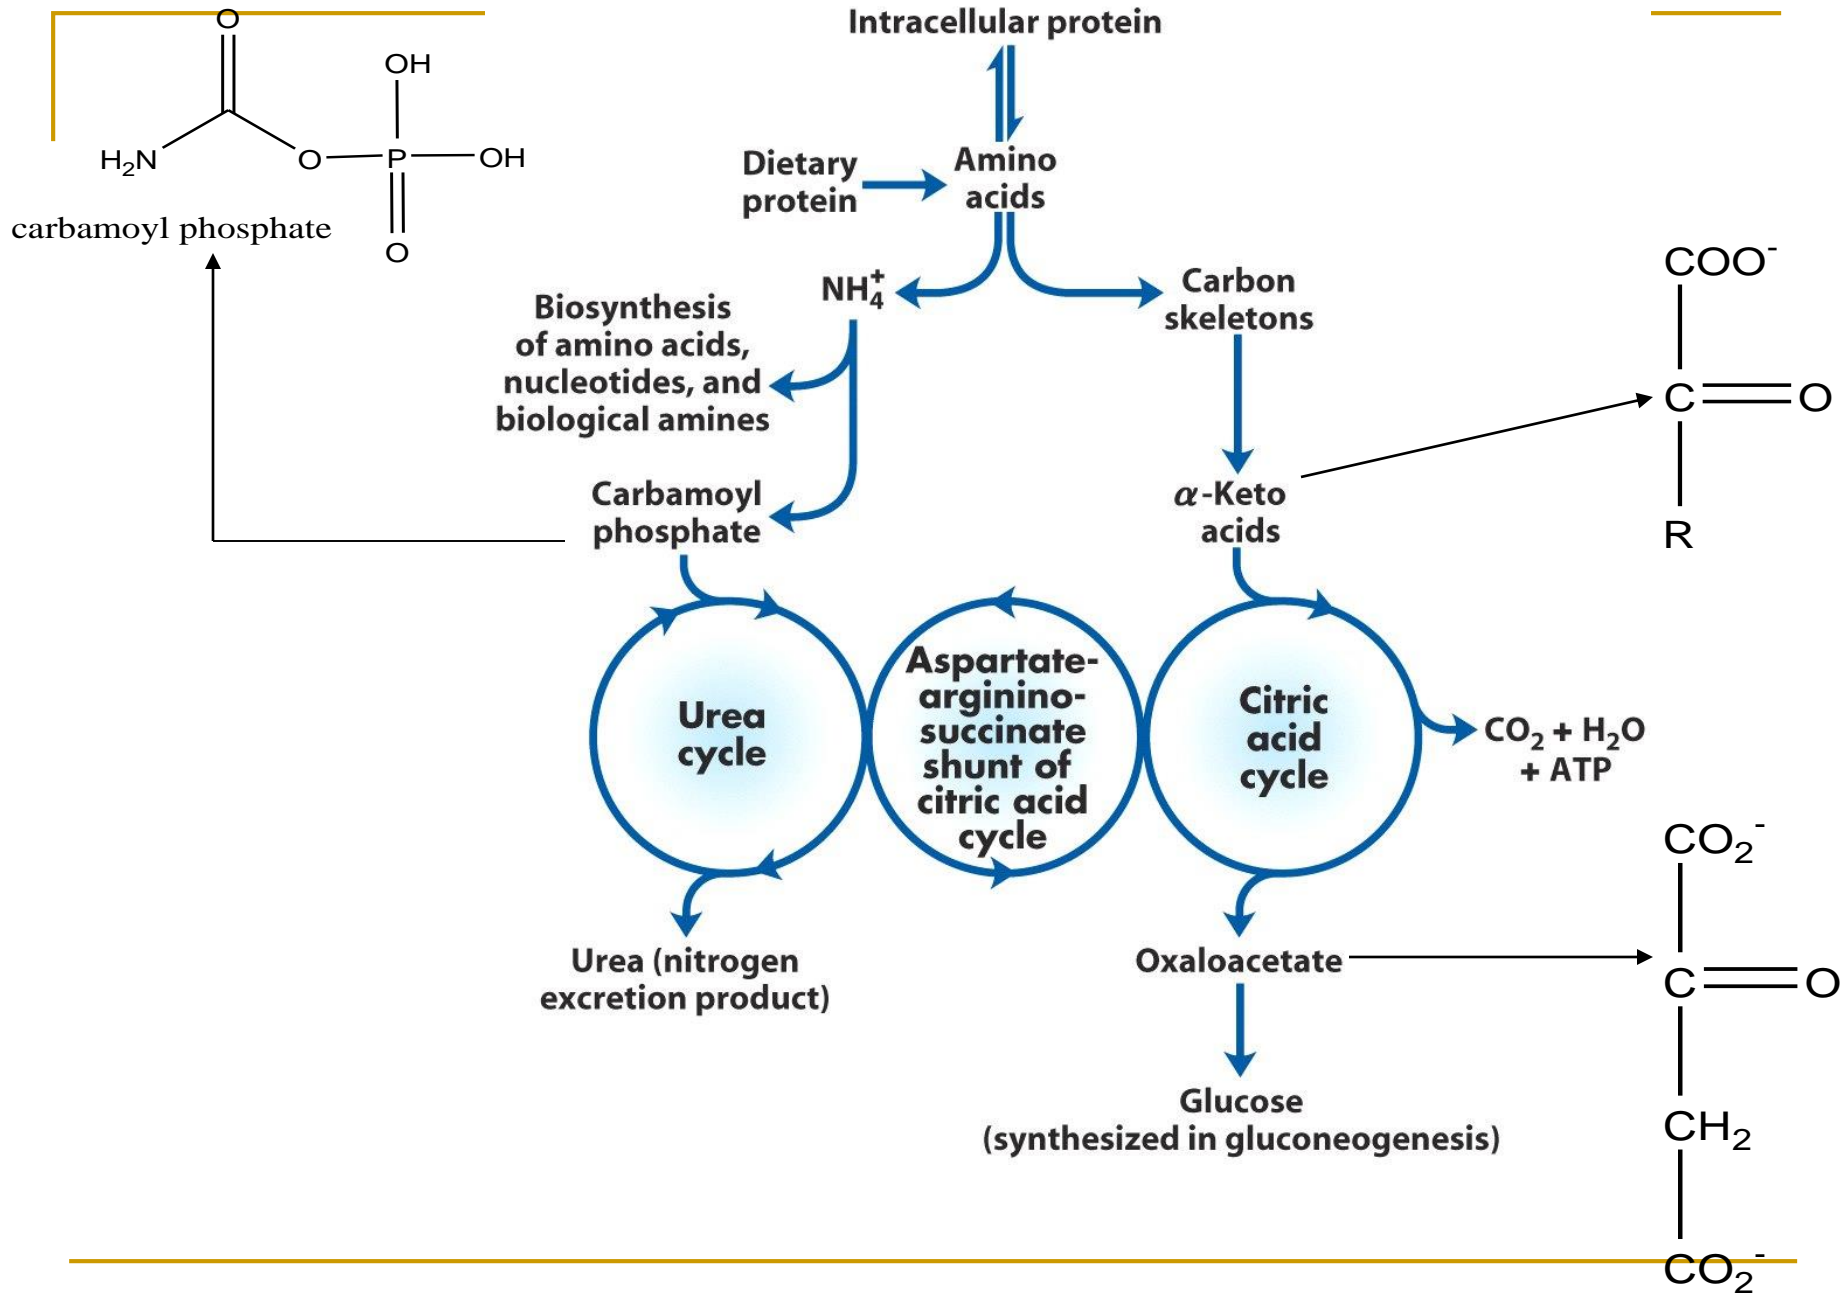 O
OH
H₂N
O
P
OH
O
carbamoyl phosphate
Intracellular protein
Dietary
protein
Amino
acids
NH₄⁺
Carbon
skeletons
Biosynthesis
of amino acids,
nucleotides, and
biological amines
Carbamoyl
phosphate
α-Keto
acids
COO⁻
C
O
R
Urea
cycle
Aspartate-
arginino-
succinate
shunt of
citric acid
cycle
Citric
acid
cycle
CO₂ + H₂O
+ ATP
Urea (nitrogen
excretion product)
Oxaloacetate
Glucose
(synthesized in gluconeogenesis)
CO₂⁻
C
O
CH₂
CO₂⁻